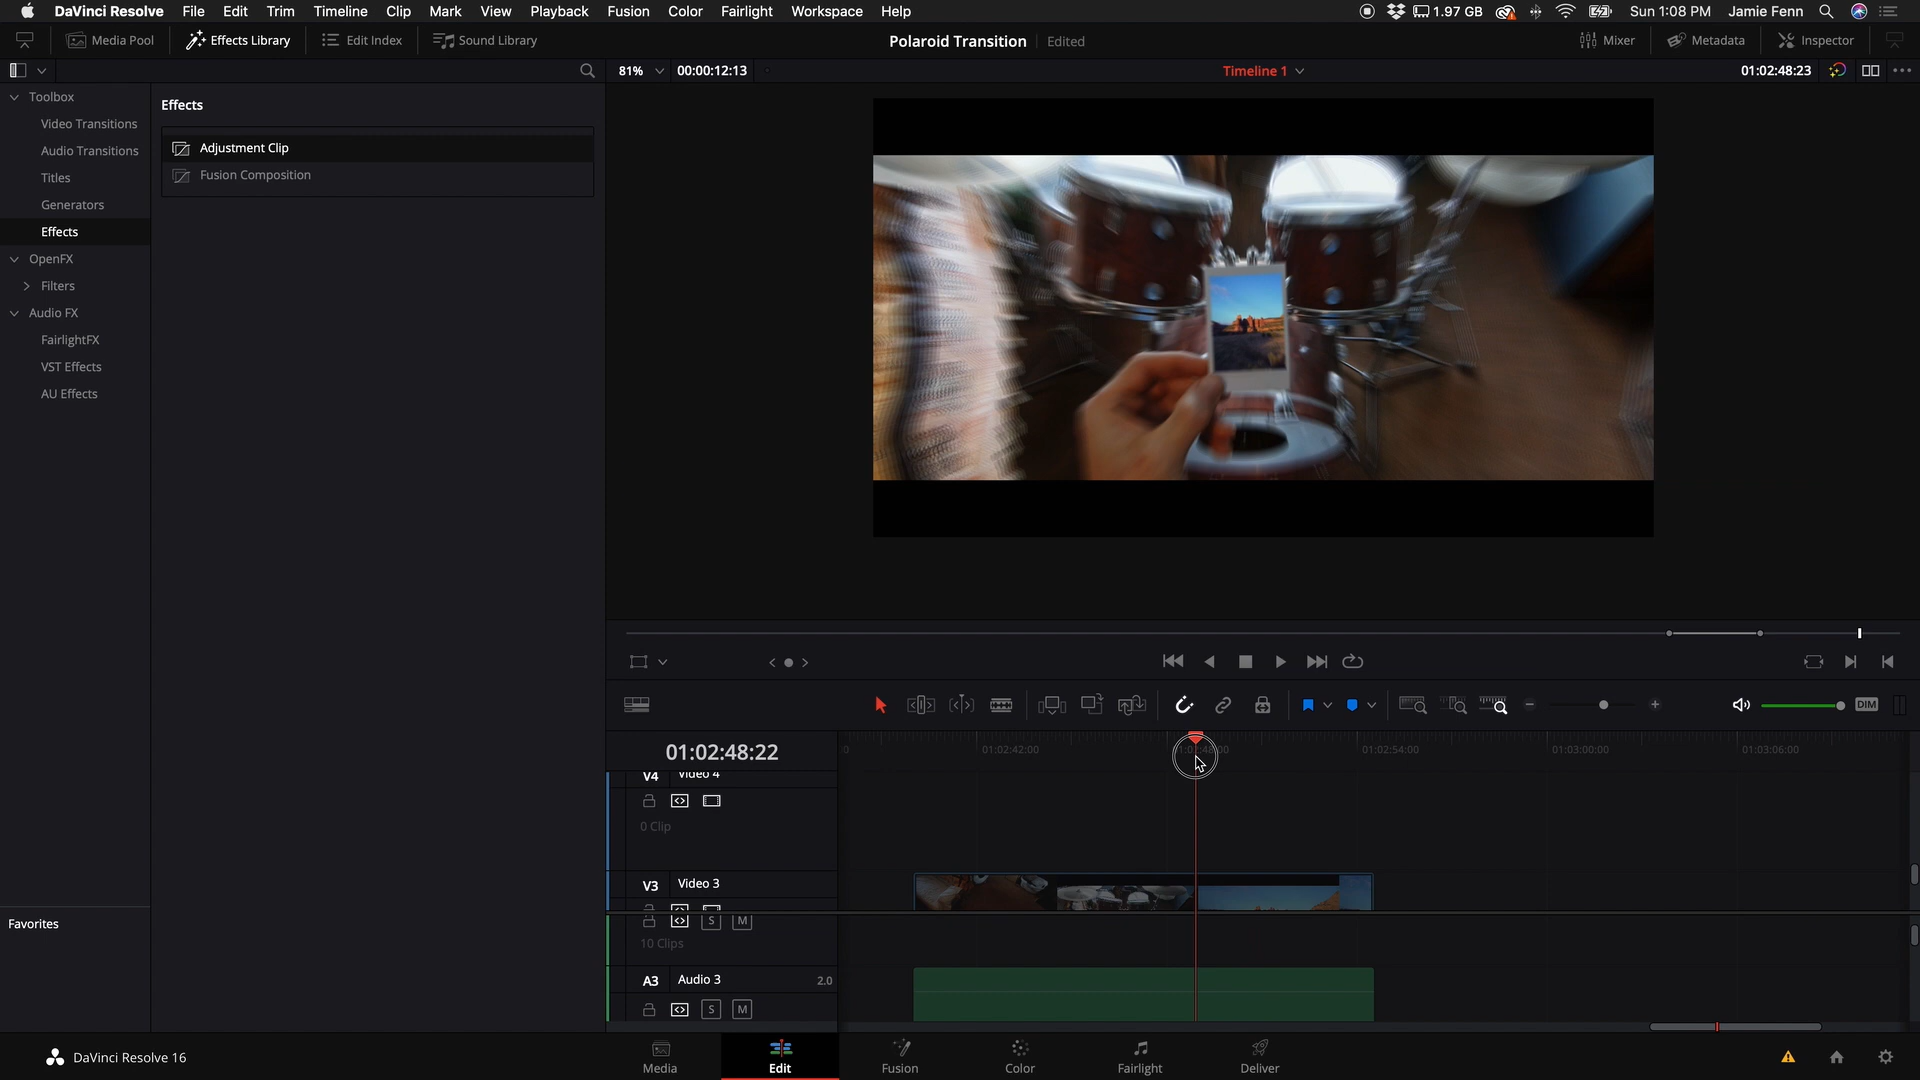 DaVinci Resolve File Edit Trim Timeline Clip Mark View Playback Fusion Color Fairlight Workspace Help 1.97 GB Sun 1:08 PM Jamie Fenn
Media Pool Effects Library Edit Index Sound Library Polaroid Transition Edited Mixer Metadata Inspector
81% 00:00:12:13 Timeline 1 01:02:48:23
Toolbox
Video Transitions
Audio Transitions
Titles
Generators
Effects
OpenFX
Filters
Audio FX
FairlightFX
VST Effects
AU Effects
Favorites
Effects
Adjustment Clip
Fusion Composition
DIM
01:02:48:22
01:02:42:00 01:02:54:00 01:03:00:00 01:03:06:00
V4 Video 4
0 Clip
V3 Video 3
S M
10 Clips
A3 Audio 3 2.0
S M
DaVinci Resolve 16
Media Edit Fusion Color Fairlight Deliver